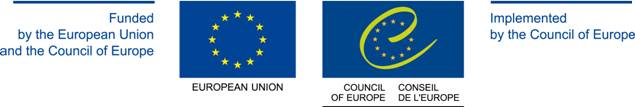 Funded
by the European Union
and the Council of Europe
EUROPEAN UNION
COUNCIL CONSEIL
OF EUROPE DE L'EUROPE
Implemented
by the Council of Europe